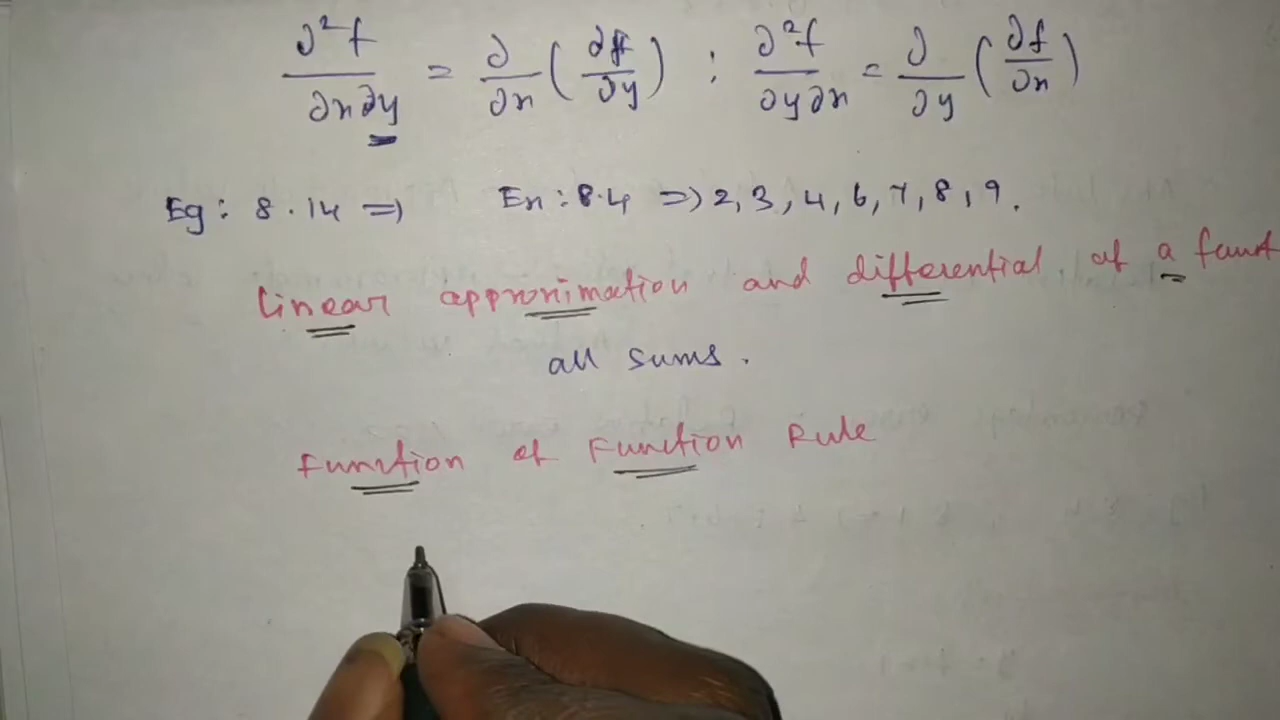 ∂²f/∂x∂y = ∂/∂x (∂f/∂y) ; ∂²f/∂y∂x = ∂/∂y (∂f/∂x)
Eg: 8.14 ⇒ Ex: 8.4 ⇒ 2, 3, 4, 6, 7, 8, 9.
Linear approximation and differential of a funct
all sums.
Function of Function Rule